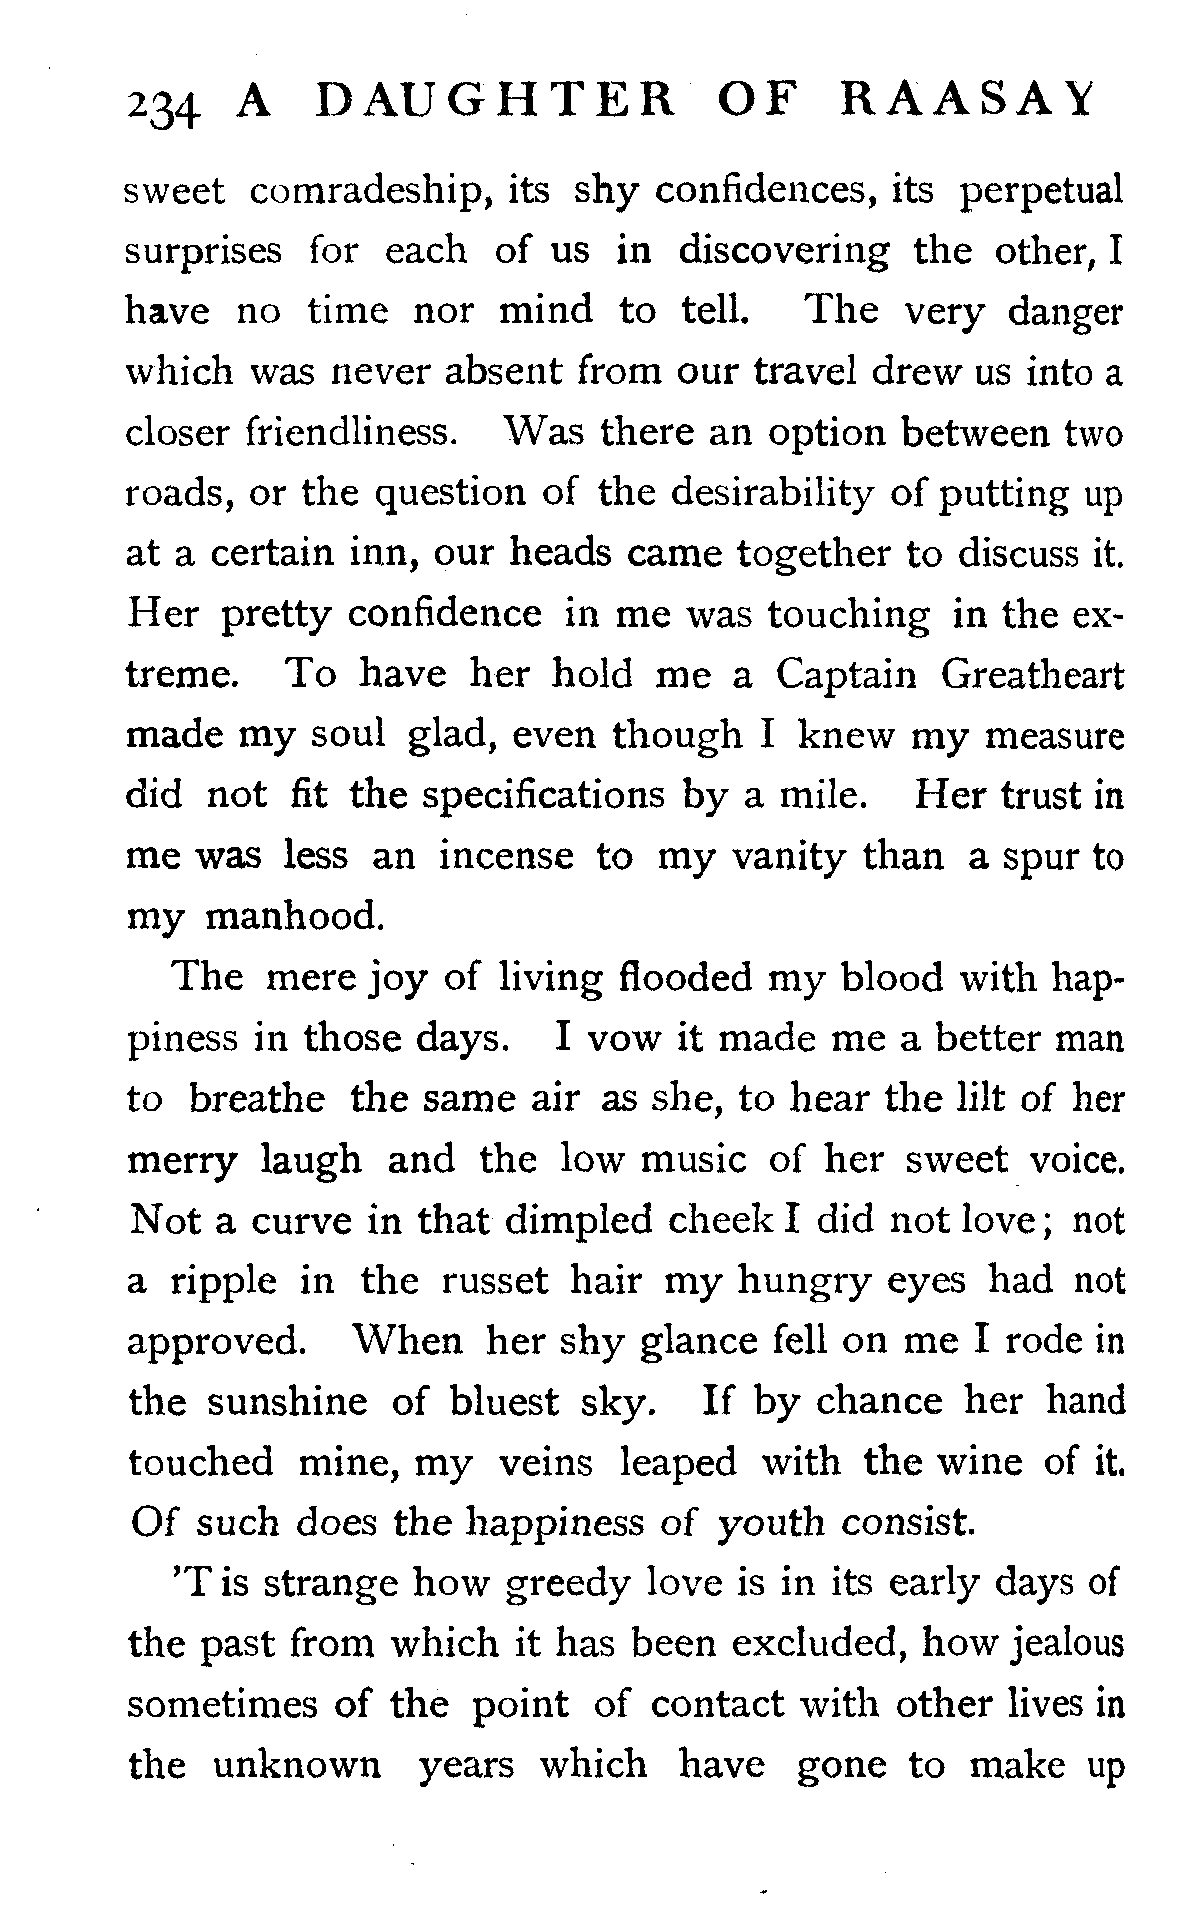 234 A DAUGHTER OF RAASAY
sweet comradeship, its shy confidences, its perpetual
surprises for each of us in discovering the other, I
have no time nor mind to tell. The very danger
which was never absent from our travel drew us into a
closer friendliness. Was there an option between two
roads, or the question of the desirability of putting up
at a certain inn, our heads came together to discuss it.
Her pretty confidence in me was touching in the ex-
treme. To have her hold me a Captain Greatheart
made my soul glad, even though I knew my measure
did not fit the specifications by a mile. Her trust in
me was less an incense to my vanity than a spur to
my manhood.
The mere joy of living flooded my blood with hap-
piness in those days. I vow it made me a better man
to breathe the same air as she, to hear the lilt of her
merry laugh and the low music of her sweet voice.
Not a curve in that dimpled cheek I did not love; not
a ripple in the russet hair my hungry eyes had not
approved. When her shy glance fell on me I rode in
the sunshine of bluest sky. If by chance her hand
touched mine, my veins leaped with the wine of it.
Of such does the happiness of youth consist.
'T is strange how greedy love is in its early days of
the past from which it has been excluded, how jealous
sometimes of the point of contact with other lives in
the unknown years which have gone to make up